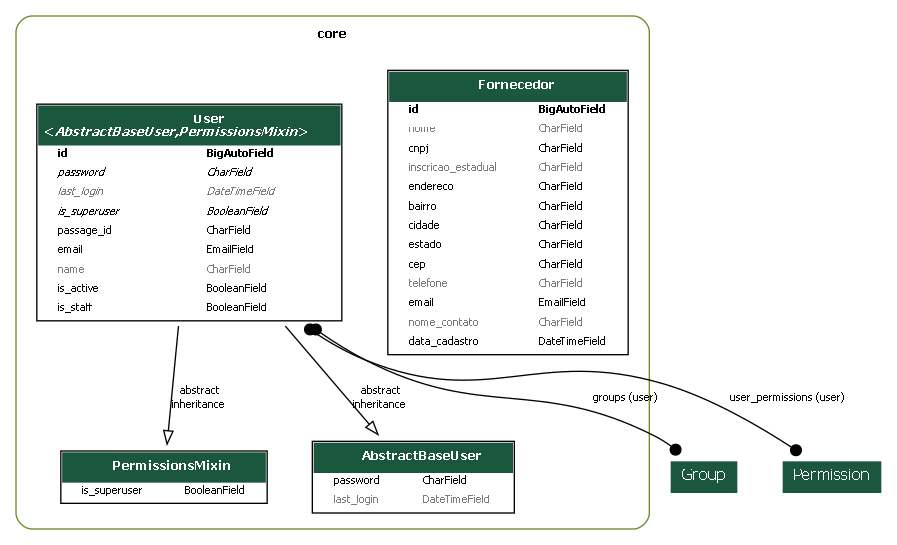 core
User
<AbstractBaseUser,PermissionsMixin>
id BigAutoField
password CharField
last_login DateTimeField
is_superuser BooleanField
passage_id CharField
email EmailField
name CharField
is_active BooleanField
is_staff BooleanField
Fornecedor
id BigAutoField
nome CharField
cnpj CharField
inscricao_estadual CharField
endereco CharField
bairro CharField
cidade CharField
estado CharField
cep CharField
telefone CharField
email EmailField
nome_contato CharField
data_cadastro DateTimeField
abstract
inheritance
abstract
inheritance
groups (user)
user_permissions (user)
PermissionsMixin
is_superuser BooleanField
AbstractBaseUser
password CharField
last_login DateTimeField
Group
Permission